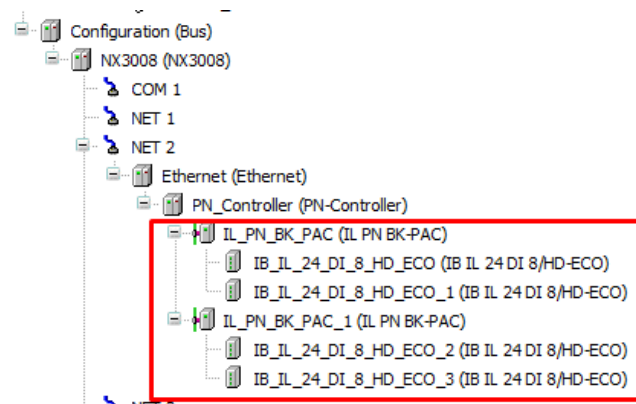 Configuration (Bus)
NX3008 (NX3008)
COM 1
NET 1
NET 2
Ethernet (Ethernet)
PN_Controller (PN-Controller)
IL_PN_BK_PAC (IL PN BK-PAC)
IB_IL_24_DI_8_HD_ECO (IB IL 24 DI 8/HD-ECO)
IB_IL_24_DI_8_HD_ECO_1 (IB IL 24 DI 8/HD-ECO)
IL_PN_BK_PAC_1 (IL PN BK-PAC)
IB_IL_24_DI_8_HD_ECO_2 (IB IL 24 DI 8/HD-ECO)
IB_IL_24_DI_8_HD_ECO_3 (IB IL 24 DI 8/HD-ECO)